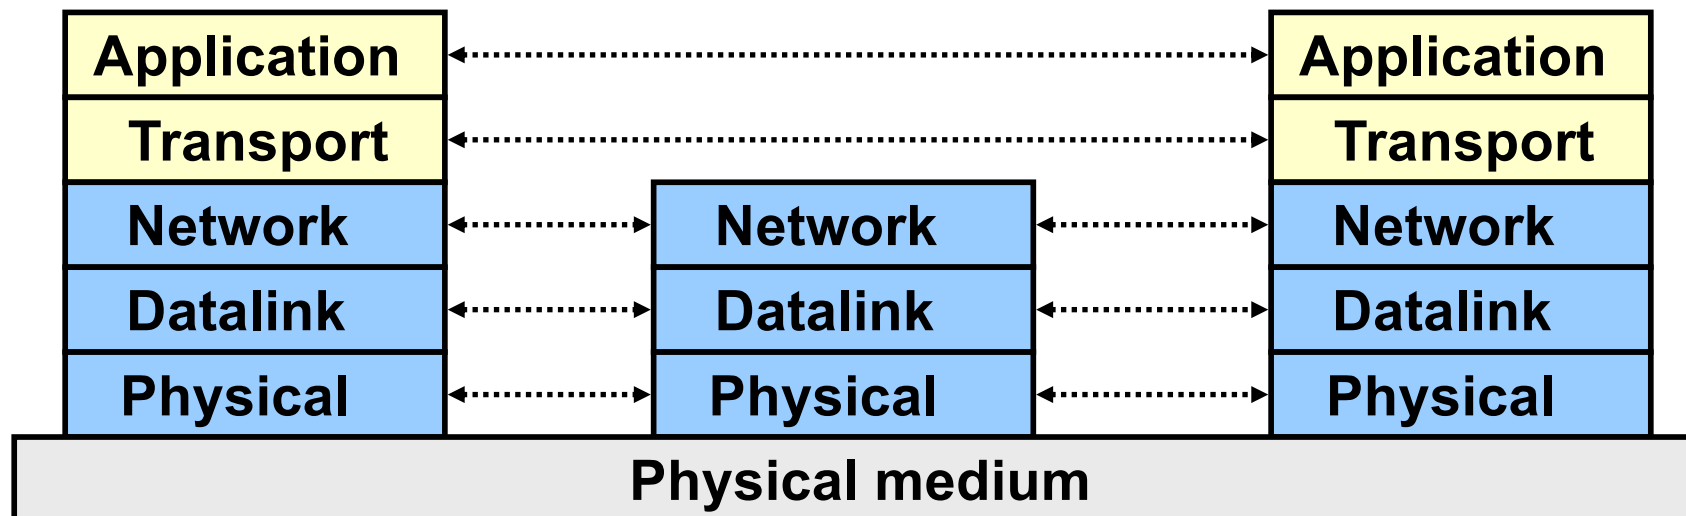 Application Application
Transport Transport
Network Network Network
Datalink Datalink Datalink
Physical Physical Physical
Physical medium